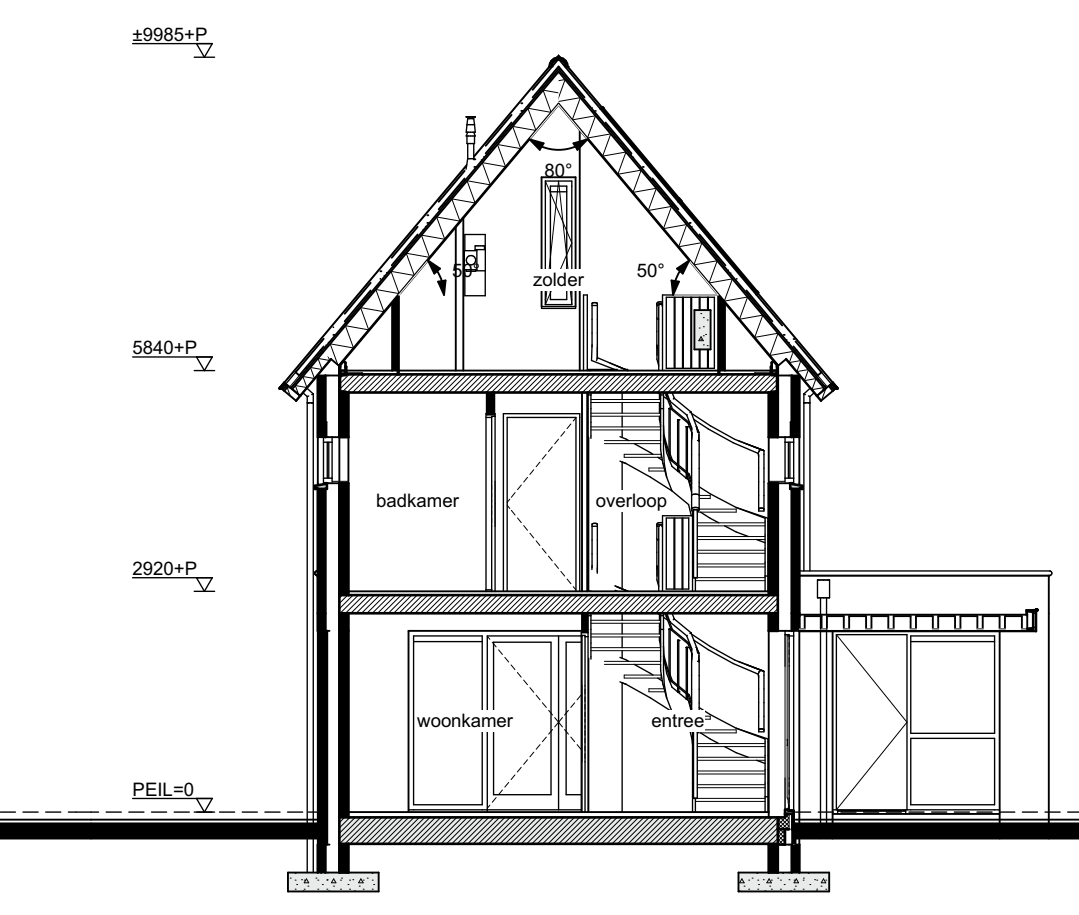 ±9985+P
80°
50°
zolder
50°
5840+P
badkamer
overloop
2920+P
woonkamer
entree
PEIL=0